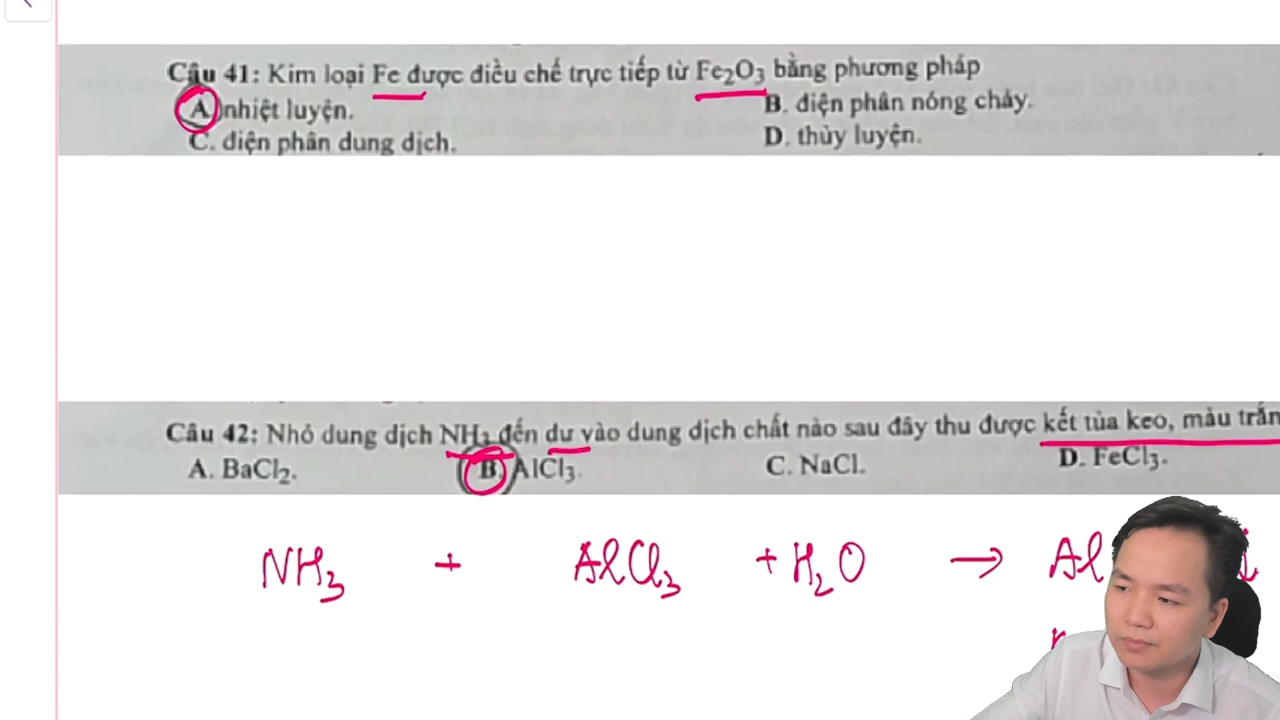 Câu 41: Kim loại Fe được điều chế trực tiếp từ Fe₂O₃ bằng phương pháp
A. nhiệt luyện. B. điện phân nóng chảy.
C. điện phân dung dịch. D. thủy luyện.
Câu 42: Nhỏ dung dịch NH₃ đến dư vào dung dịch chất nào sau đây thu được kết tủa keo, màu trắn
A. BaCl₂. B. AlCl₃. C. NaCl. D. FeCl₃.
NH₃ + AlCl₃ + H₂O → Al ↓